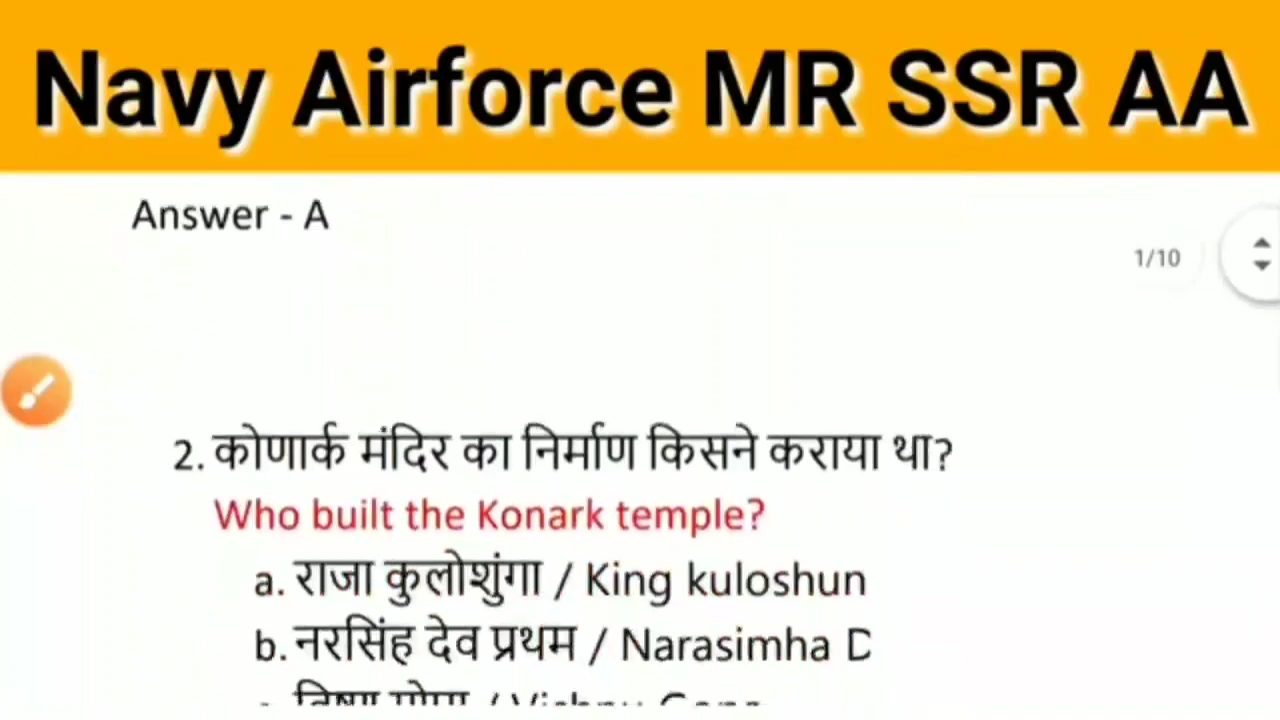 Navy Airforce MR SSR AA
Answer - A
1/10
2. कोणार्क मंदिर का निर्माण किसने कराया था?
Who built the Konark temple?
a. राजा कुलोशुंगा / King kuloshun
b. नरसिंह देव प्रथम / Narasimha D